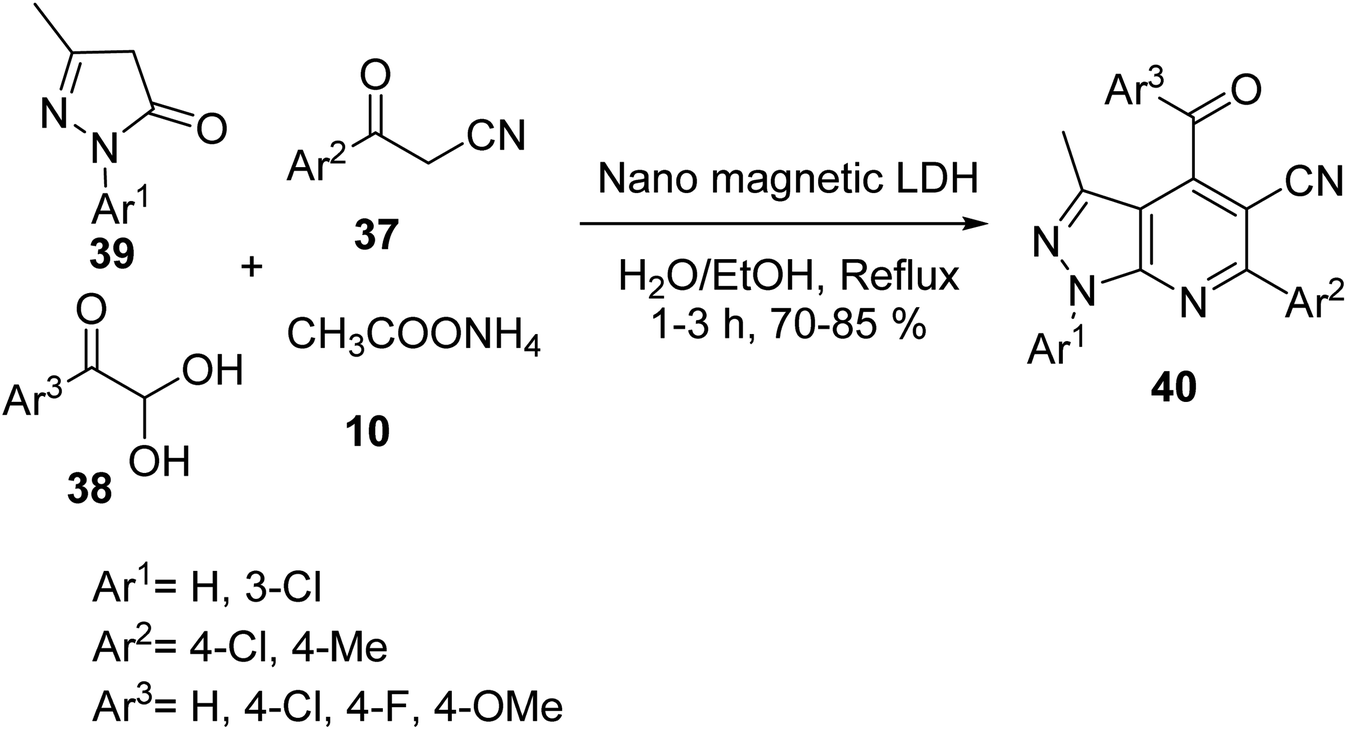 N
N
O
Ar¹
39
O
Ar²
CN
37
+
O
Ar³
OH
OH
38
CH₃COONH₄
10
Nano magnetic LDH
H₂O/EtOH, Reflux
1-3 h, 70-85 %
Ar³
O
CN
N
N
N
Ar¹
Ar²
40
Ar¹= H, 3-Cl
Ar²= 4-Cl, 4-Me
Ar³= H, 4-Cl, 4-F, 4-OMe